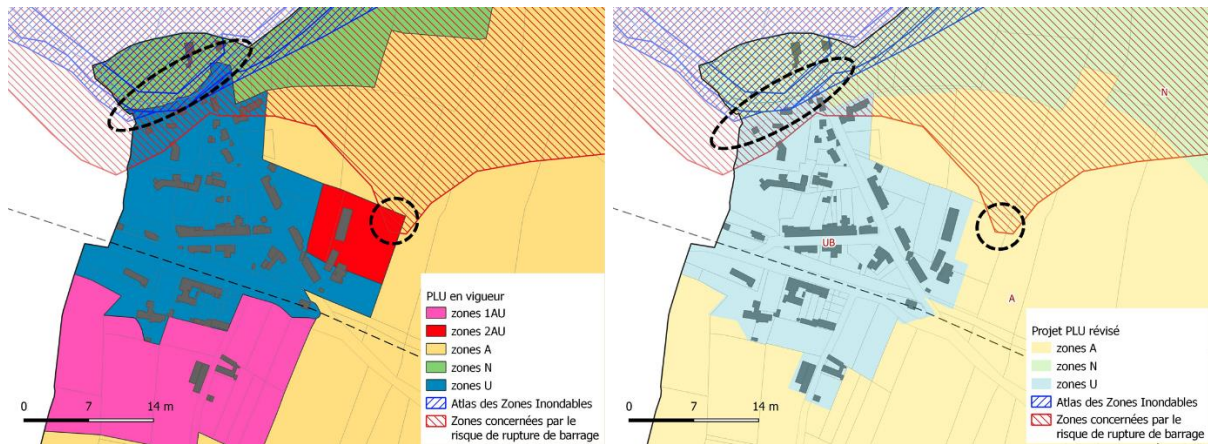 PLU en vigueur
zones 1AU
zones 2AU
zones A
zones N
zones U
Atlas des Zones Inondables
Zones concernées par le
risque de rupture de barrage
0 7 14 m
N
UB
A
Projet PLU révisé
zones A
zones N
zones U
Atlas des Zones Inondables
Zones concernées par le
risque de rupture de barrage
0 7 14 m